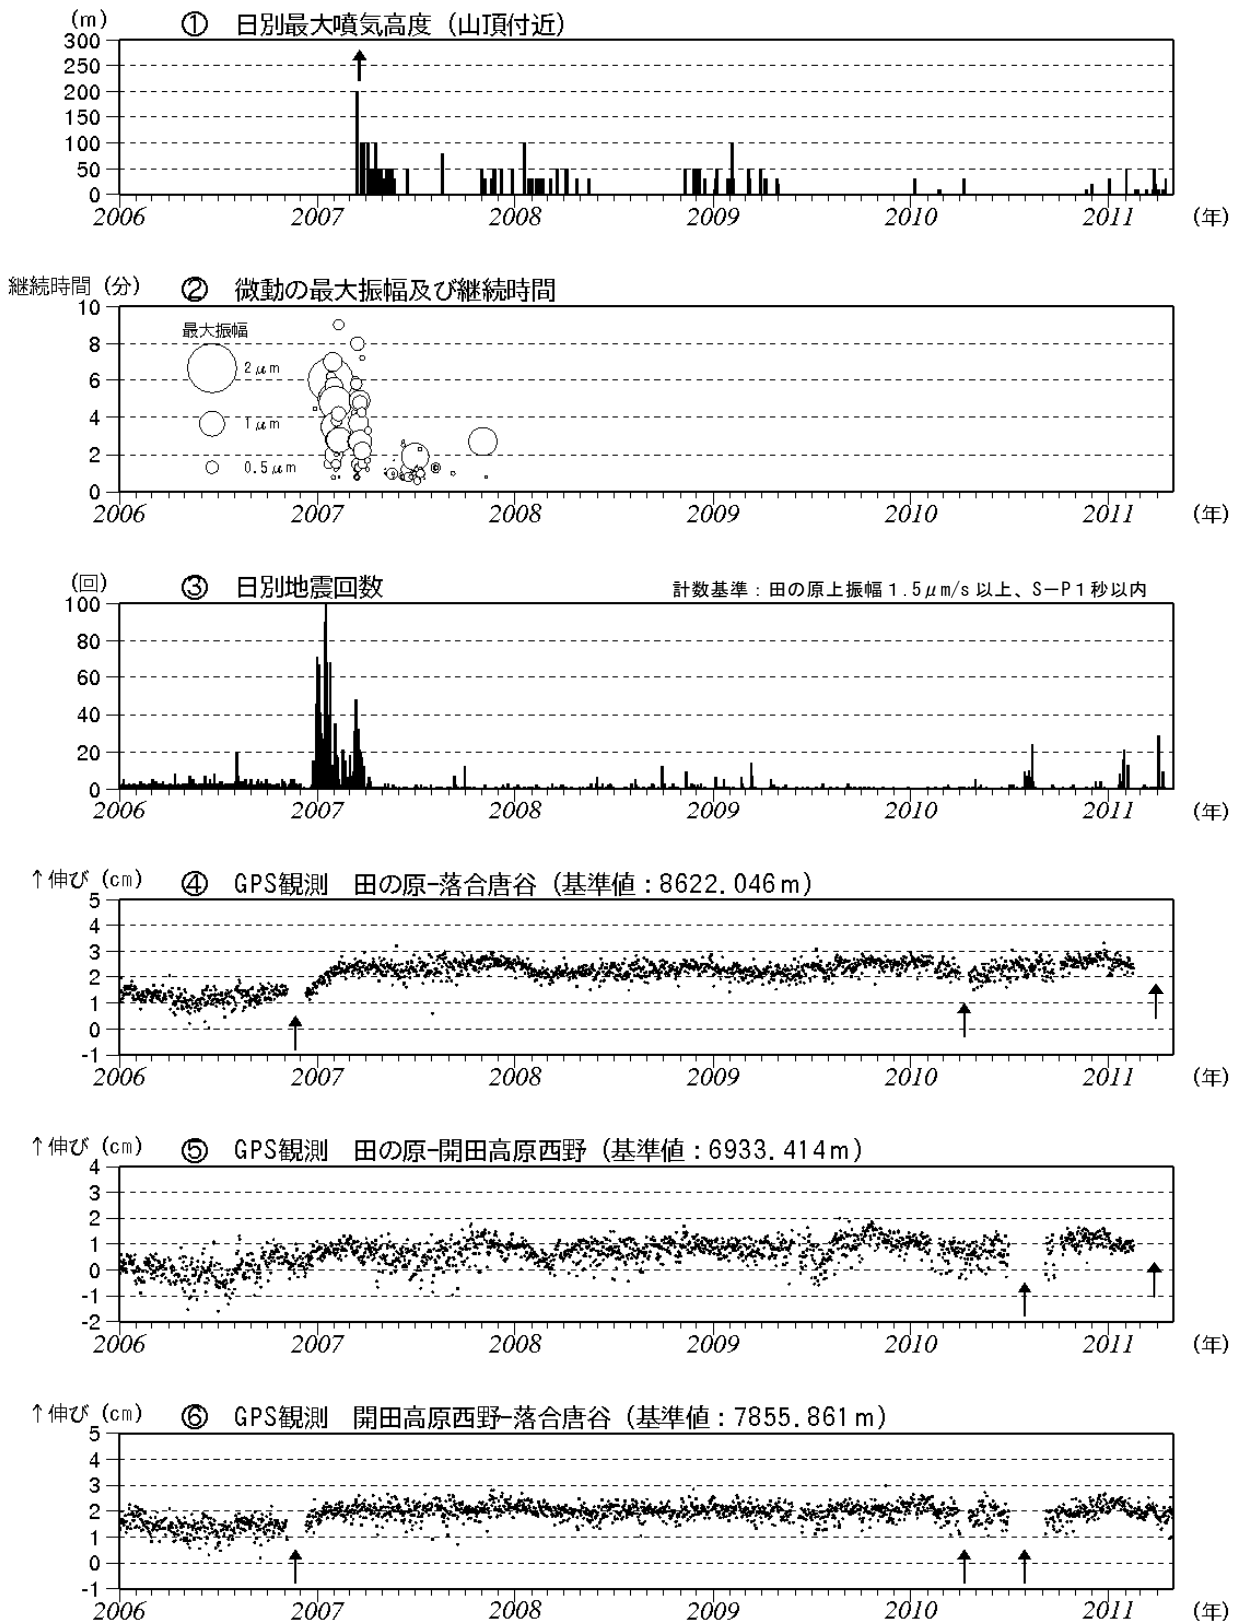 (m) ① 日別最大噴気高度 (山頂付近)
300
250
200
150
100
50
0
2006 2007 2008 2009 2010 2011 (年)
継続時間 (分) ② 微動の最大振幅及び継続時間
10
最大振幅
8
2μm
6
4
1μm
2
0.5μm
0
2006 2007 2008 2009 2010 2011 (年)
(回) ③ 日別地震回数 計数基準:田の原上振幅1.5μm/s以上、S-P1秒以内
100
80
60
40
20
0
2006 2007 2008 2009 2010 2011 (年)
↑伸び (cm) ④ GPS観測 田の原-落合唐谷 (基準値:8622.046m)
5
4
3
2
1
0
-1
2006 2007 2008 2009 2010 2011 (年)
↑伸び (cm) ⑤ GPS観測 田の原-開田高原西野 (基準値:6933.414m)
4
3
2
1
0
-1
-2
2006 2007 2008 2009 2010 2011 (年)
↑伸び (cm) ⑥ GPS観測 開田高原西野-落合唐谷 (基準値:7855.861m)
5
4
3
2
1
0
-1
2006 2007 2008 2009 2010 2011 (年)